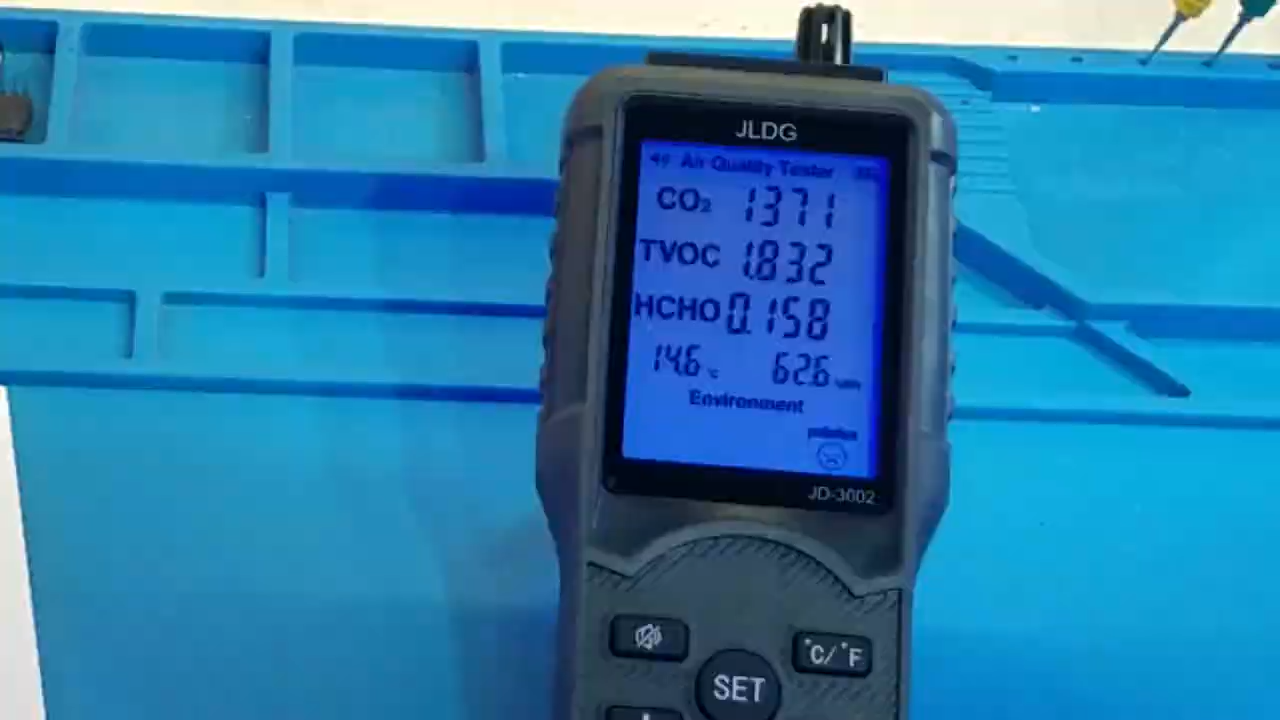 JLDG
Air Quality Tester
CO₂ 1371
TVOC 1.832
HCHO 0.158
14.6 °C 62.6 %RH
Environment
JD-3002
°C/°F
SET